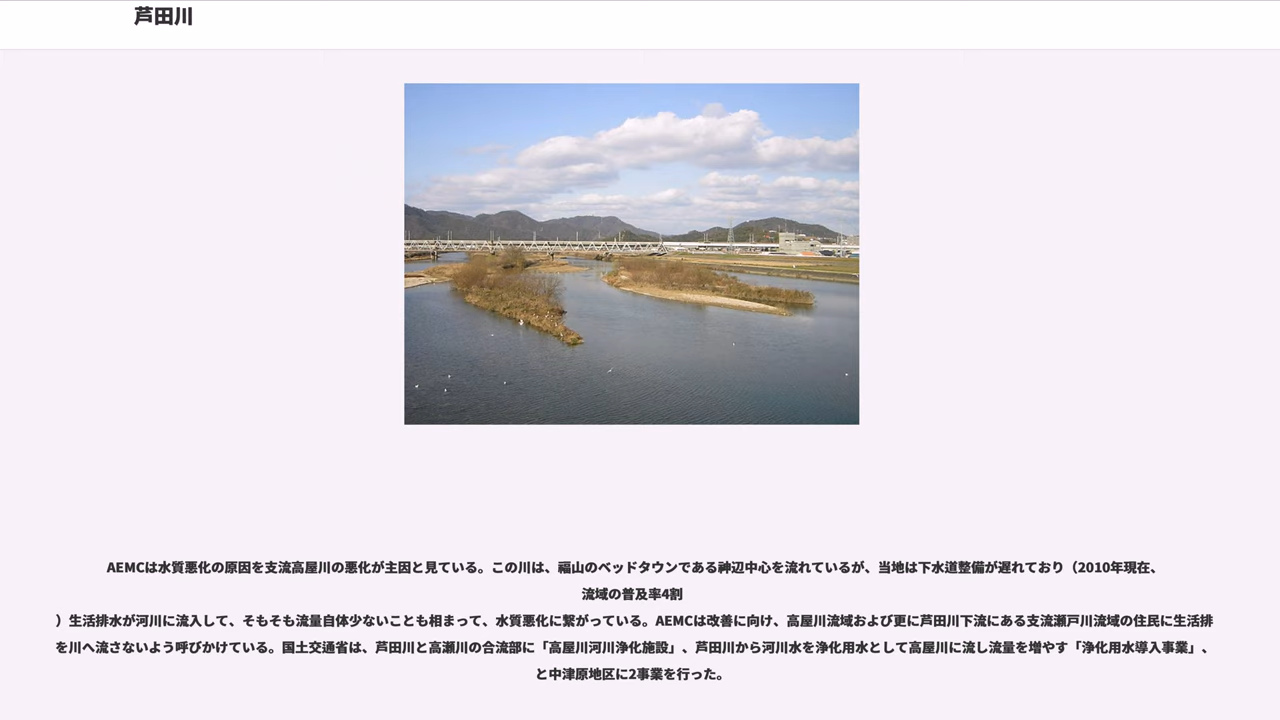 芦田川
AEMCは水質悪化の原因を支流高屋川の悪化が主因と見ている。この川は、福山のベッドタウンである神辺中心を流れているが、当地は下水道整備が遅れており（2010年現在、
流域の普及率4割
）生活排水が河川に流入して、そもそも流量自体少ないことも相まって、水質悪化に繋がっている。AEMCは改善に向け、高屋川流域および更に芦田川下流にある支流瀬戸川流域の住民に生活排
を川へ流さないよう呼びかけている。国土交通省は、芦田川と高瀬川の合流部に「高屋川河川浄化施設」、芦田川から河川水を浄化用水として高屋川に流し流量を増やす「浄化用水導入事業」、
と中津原地区に2事業を行った。